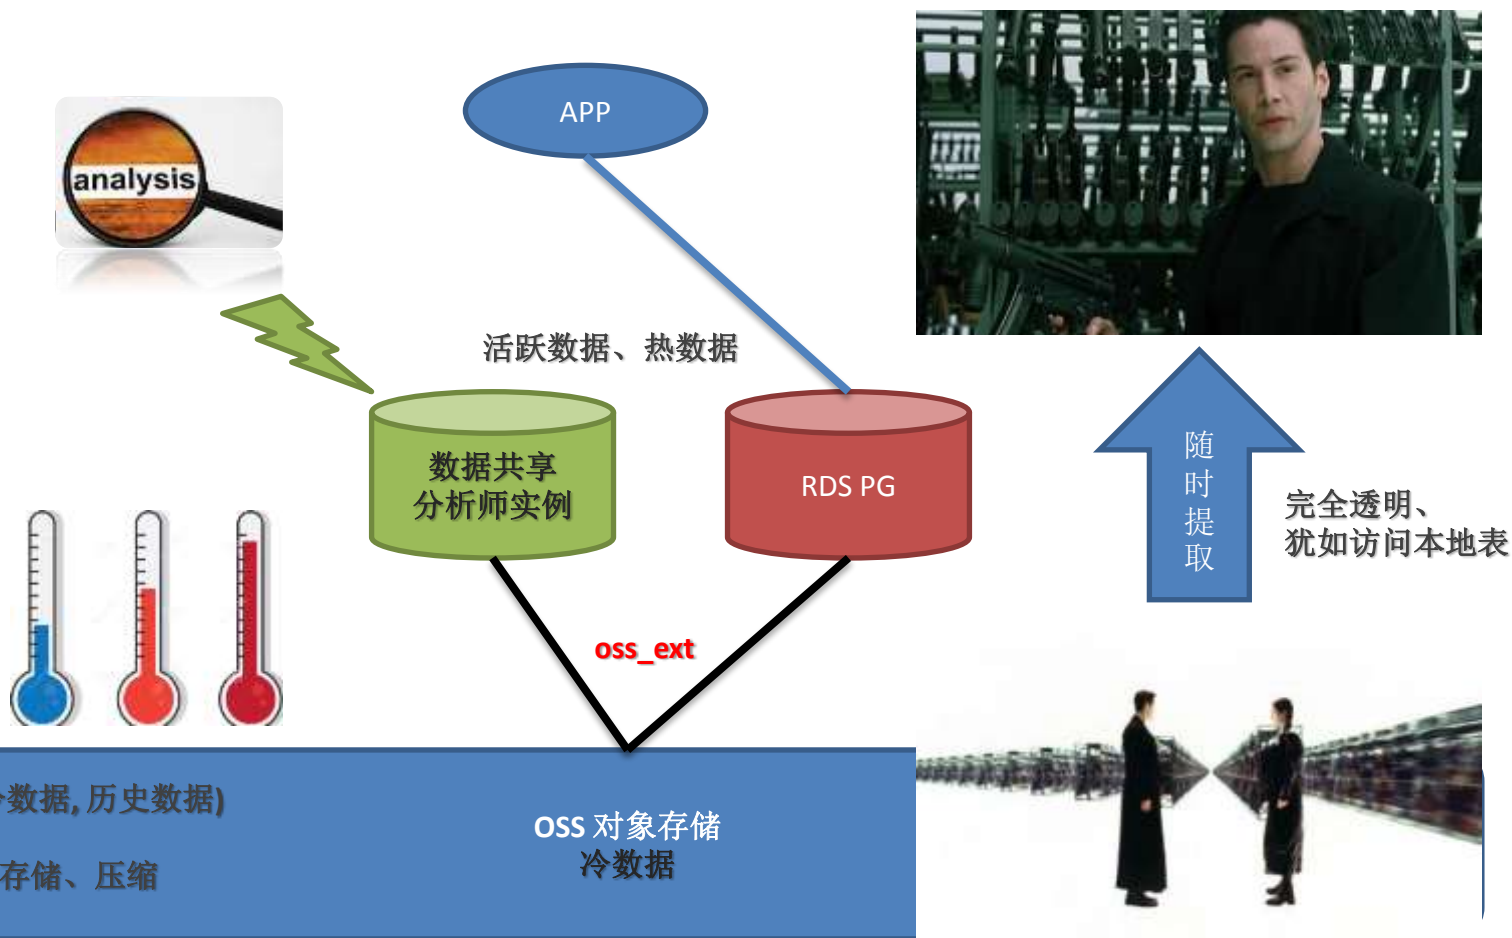 APP
analysis
活跃数据、热数据
数据共享
分析师实例
RDS PG
随
时
提
取
完全透明、
犹如访问本地表
oss_ext
数据, 历史数据)
存储、压缩
OSS 对象存储
冷数据